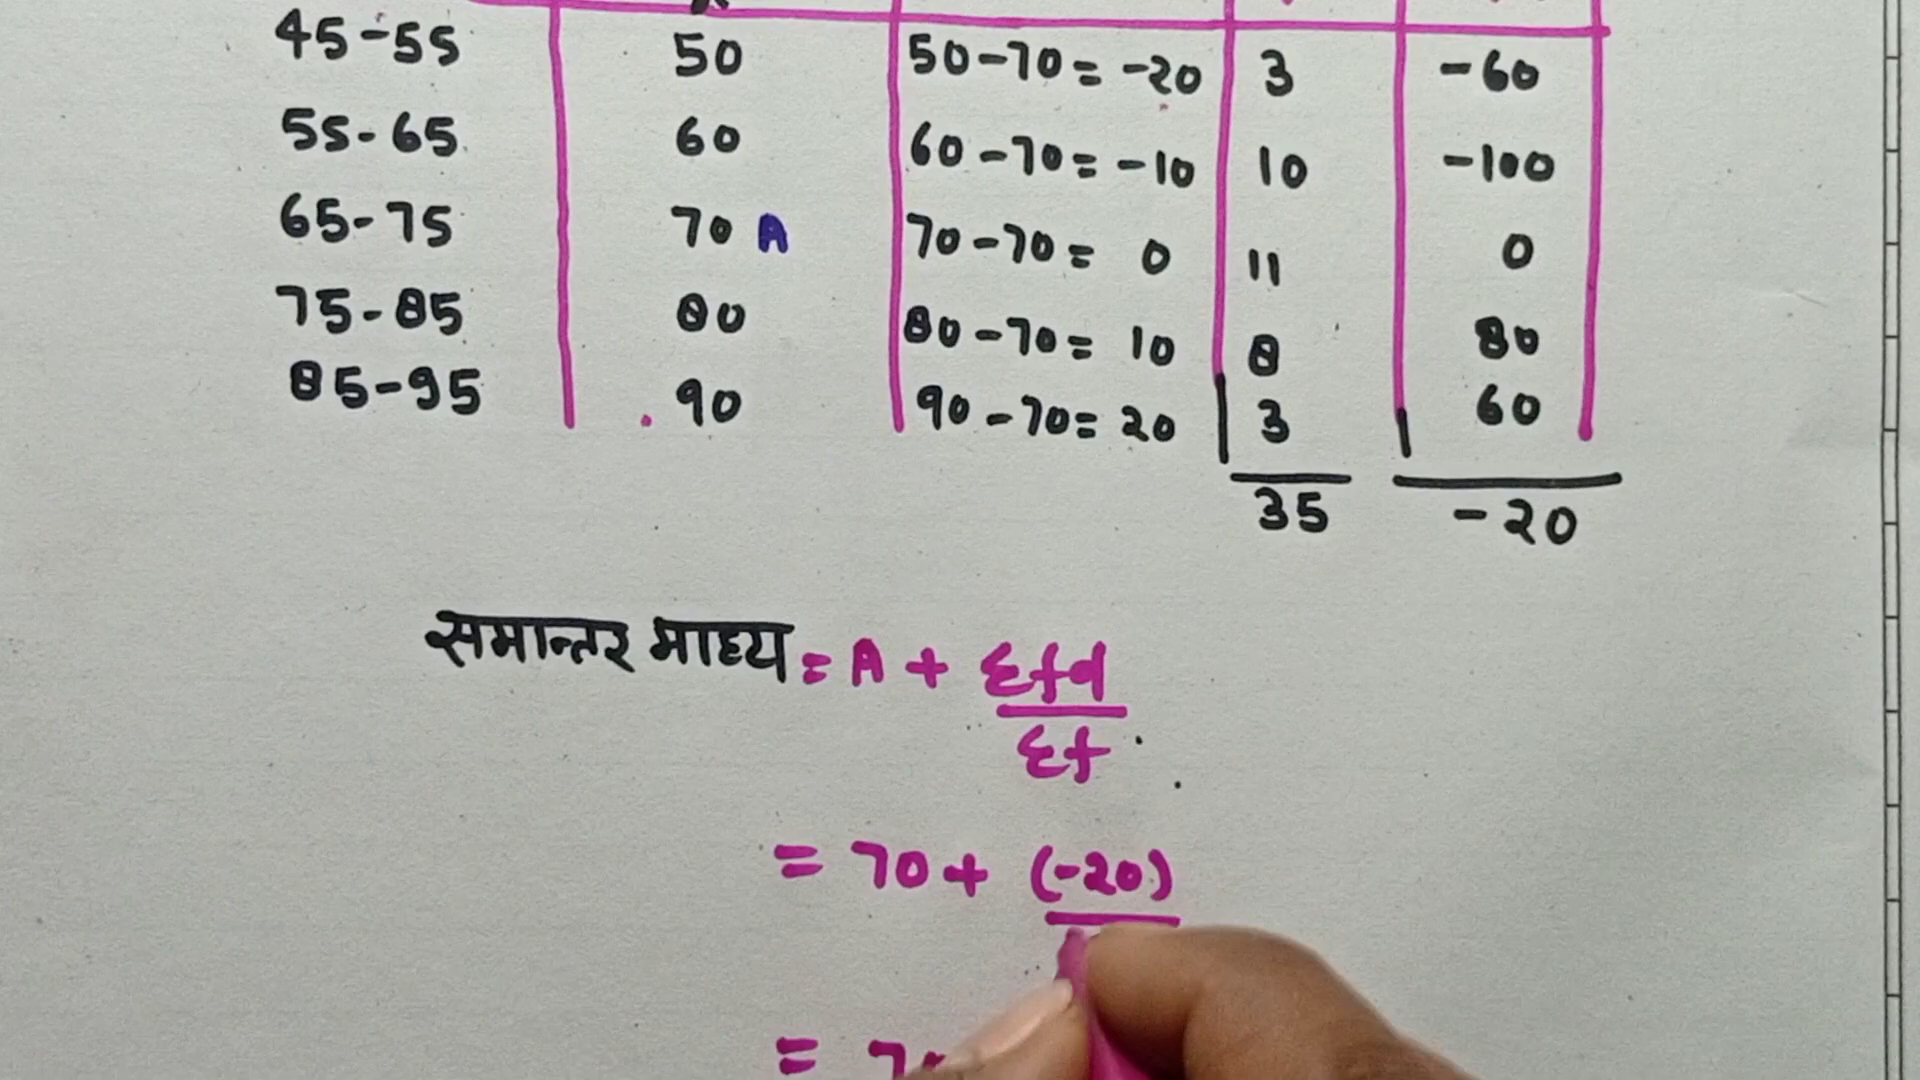 45-55 50 50-70= -20 3 -60
55-65 60 60-70= -10 10 -100
65-75 70 A 70-70= 0 11 0
75-85 80 80-70= 10 8 80
85-95 90 90-70= 20 3 60
35 -20
समान्तर माध्य = A + Σfd
Σf
= 70 + (-20)
= 70